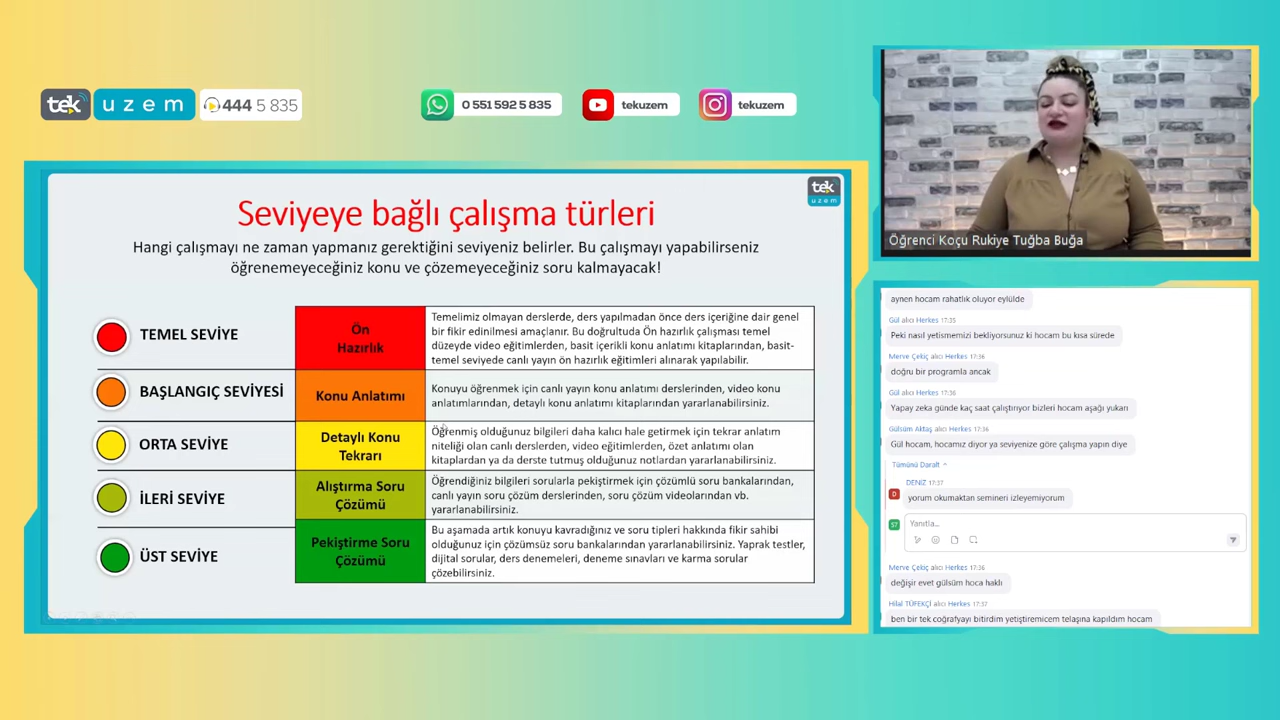 tek uzem 444 5 835
0 551 592 5 835
tekuzem
tekuzem
tek
uzem
Seviyeye bağlı çalışma türleri
Hangi çalışmayı ne zaman yapmanız gerektiğini seviyeniz belirler. Bu çalışmayı yapabilirseniz
öğrenemeyeceğiniz konu ve çözemeyeceğiniz soru kalmayacak!
TEMEL SEVİYE
Ön
Hazırlık
Temelimiz olmayan derslerde, ders yapılmadan önce ders içeriğine dair genel
bir fikir edinilmesi amaçlanır. Bu doğrultuda Ön hazırlık çalışması temel
düzeyde video eğitimlerden, basit içerikli konu anlatımı kitaplarından, basit-
temel seviyede canlı yayın ön hazırlık eğitimleri alınarak yapılabilir.
BAŞLANGIÇ SEVİYESİ
Konu Anlatımı
Konuyu öğrenmek için canlı yayın konu anlatımı derslerinden, video konu
anlatımlarından, detaylı konu anlatımı kitaplarından yararlanabilirsiniz.
ORTA SEVİYE
Detaylı Konu
Tekrarı
Öğrenmiş olduğunuz bilgileri daha kalıcı hale getirmek için tekrar anlatım
niteliği olan canlı derslerden, video eğitimlerden, özet anlatımı olan
kitaplardan ya da derste tutmuş olduğunuz notlardan yararlanabilirsiniz.
İLERİ SEVİYE
Alıştırma Soru
Çözümü
Öğrendiğiniz bilgileri sorularla pekiştirmek için çözümlü soru bankalarından,
canlı yayın soru çözüm derslerinden, soru çözüm videolarından vb.
yararlanabilirsiniz.
ÜST SEVİYE
Pekiştirme Soru
Çözümü
Bu aşamada artık konuyu kavradığınız ve soru tipleri hakkında fikir sahibi
olduğunuz için çözümsüz soru bankalarından yararlanabilirsiniz. Yaprak testler,
dijital sorular, ders denemeleri, deneme sınavları ve karma sorular
çözebilirsiniz.
Öğrenci Koçu Rukiye Tuğba Buğa
aynen hocam rahatlık oluyor eylülde
Gül alıcı Herkes 17:35
Peki nasıl yetismemizi bekliyorsunuz ki hocam bu kısa sürede
Merve Çekiç alıcı Herkes 17:36
doğru bir programla ancak
Gül alıcı Herkes 17:36
Yapay zeka günde kaç saat çalıştırıyor bizleri hocam aşağı yukarı
Gülsüm Aktaş alıcı Herkes 17:36
Gül hocam, hocamız diyor ya seviyenize göre çalışma yapın diye
Tümünü Daralt
DENİZ 17:37
D
yorum okumaktan semineri izleyemiyorum
Yanıtla...
Merve Çekiç alıcı Herkes 17:37
değişir evet gülsüm hoca haklı
Hilal TÜFEKÇİ alıcı Herkes 17:37
ben bir tek coğrafyayı bitirdim yetiştiremicem telaşına kapıldım hocam